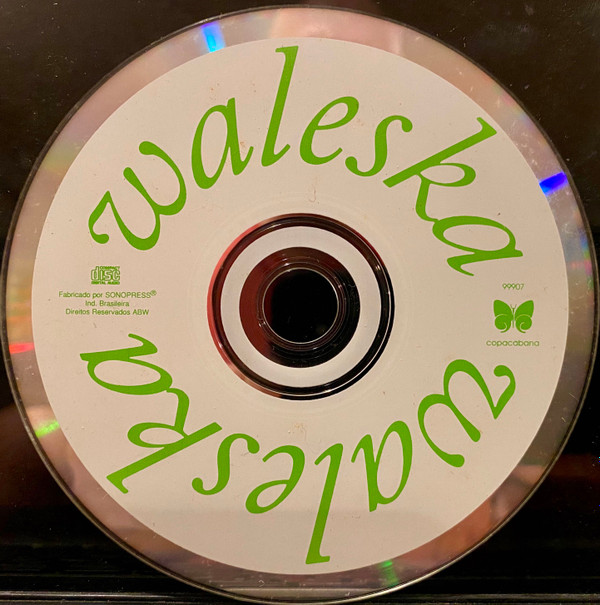 waleska
COMPACT
disc
DIGITAL AUDIO
Fabricado por SONOPRESS®
Ind. Brasileira
Direitos Reservados ABW
99907
copacabana
waleska